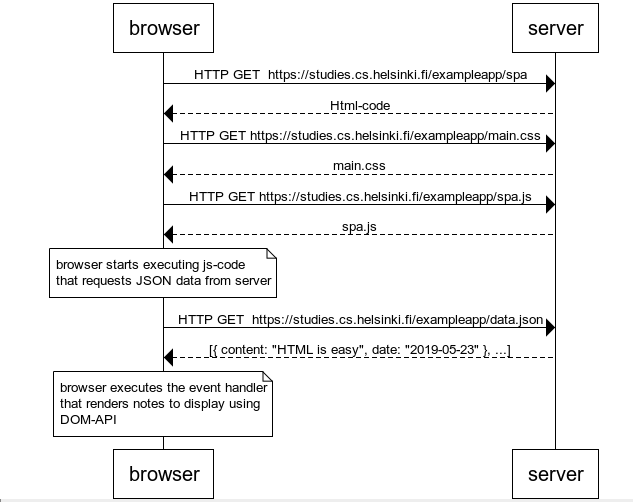 browser server
HTTP GET  https://studies.cs.helsinki.fi/exampleapp/spa
Html-code
HTTP GET https://studies.cs.helsinki.fi/exampleapp/main.css
main.css
HTTP GET https://studies.cs.helsinki.fi/exampleapp/spa.js
spa.js
browser starts executing js-code
that requests JSON data from server
HTTP GET  https://studies.cs.helsinki.fi/exampleapp/data.json
[{ content: "HTML is easy", date: "2019-05-23" }, ...]
browser executes the event handler
that renders notes to display using
DOM-API
browser server